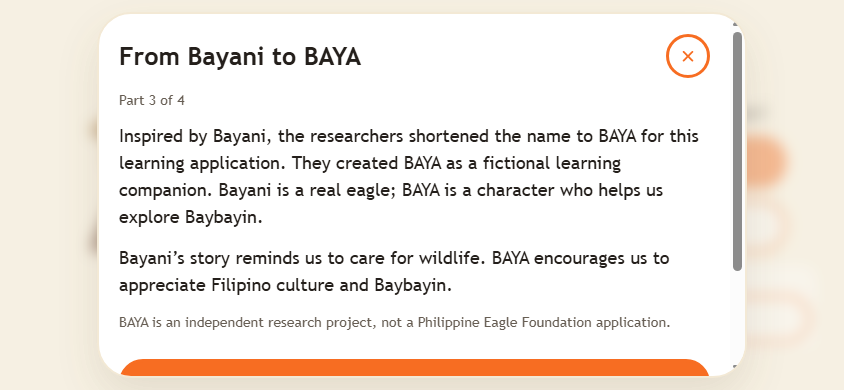 From Bayani to BAYA
Part 3 of 4
Inspired by Bayani, the researchers shortened the name to BAYA for this
learning application. They created BAYA as a fictional learning
companion. Bayani is a real eagle; BAYA is a character who helps us
explore Baybayin.
Bayani’s story reminds us to care for wildlife. BAYA encourages us to
appreciate Filipino culture and Baybayin.
BAYA is an independent research project, not a Philippine Eagle Foundation application.